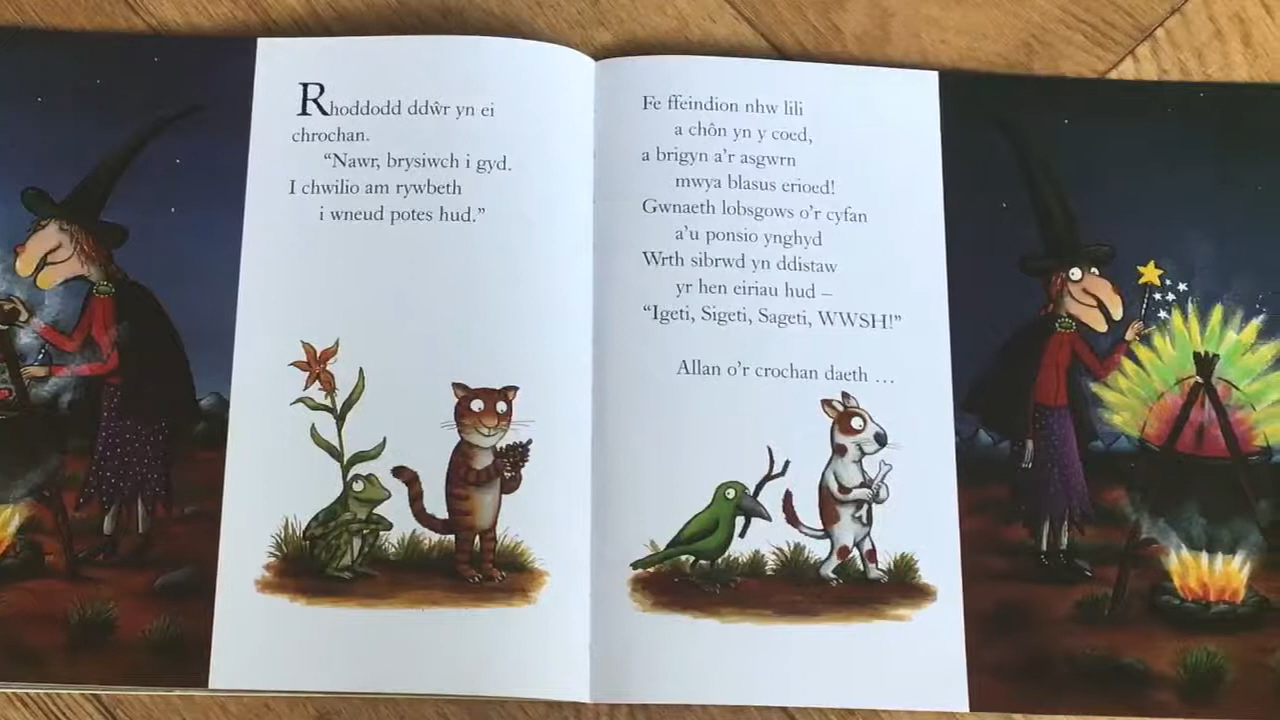 Rhoddodd ddŵr yn ei
chrochan.
“Nawr, brysiwch i gyd.
I chwilio am rywbeth
i wneud potes hud.”
Fe ffeindion nhw lili
a chôn yn y coed,
a brigyn a’r asgwrn
mwya blasus erioed!
Gwnaeth lobsgows o’r cyfan
a’u ponsio ynghyd
Wrth sibrwd yn ddistaw
yr hen eiriau hud –
“Igeti, Sigeti, Sageti, WWSH!”
Allan o’r crochan daeth …